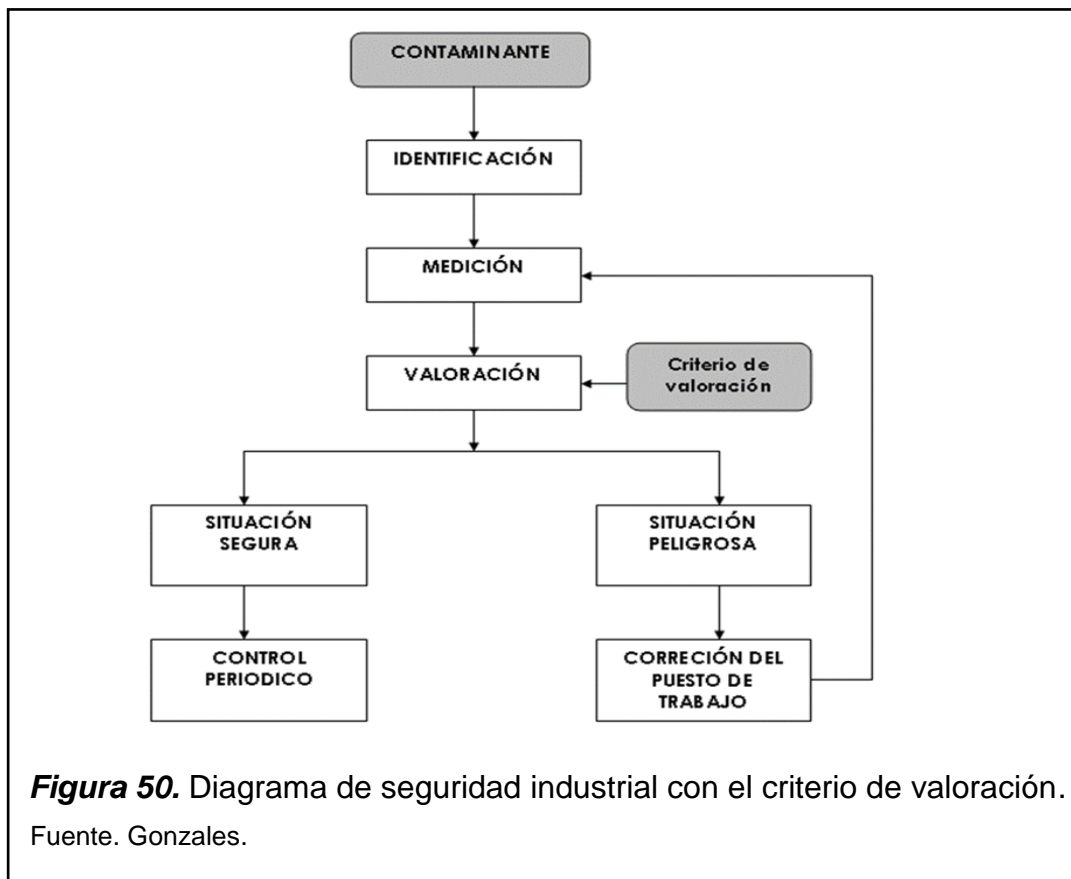 CONTAMINANTE
IDENTIFICACIÓN
MEDICIÓN
VALORACIÓN
Criterio de
valoración
SITUACIÓN
SEGURA
SITUACIÓN
PELIGROSA
CONTROL
PERIODICO
CORRECIÓN DEL
PUESTO DE
TRABAJO
Figura 50. Diagrama de seguridad industrial con el criterio de valoración.
Fuente. Gonzales.